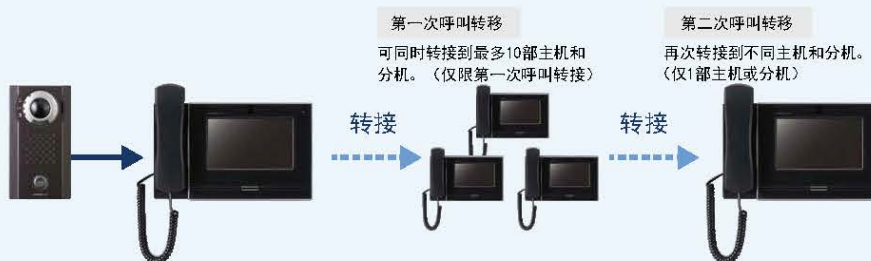 第一次呼叫转移
可同时转接到最多10部主机和
分机。（仅限第一次呼叫转接）
转接
第二次呼叫转移
再次转接到不同主机和分机。
（仅1部主机或分机）
转接